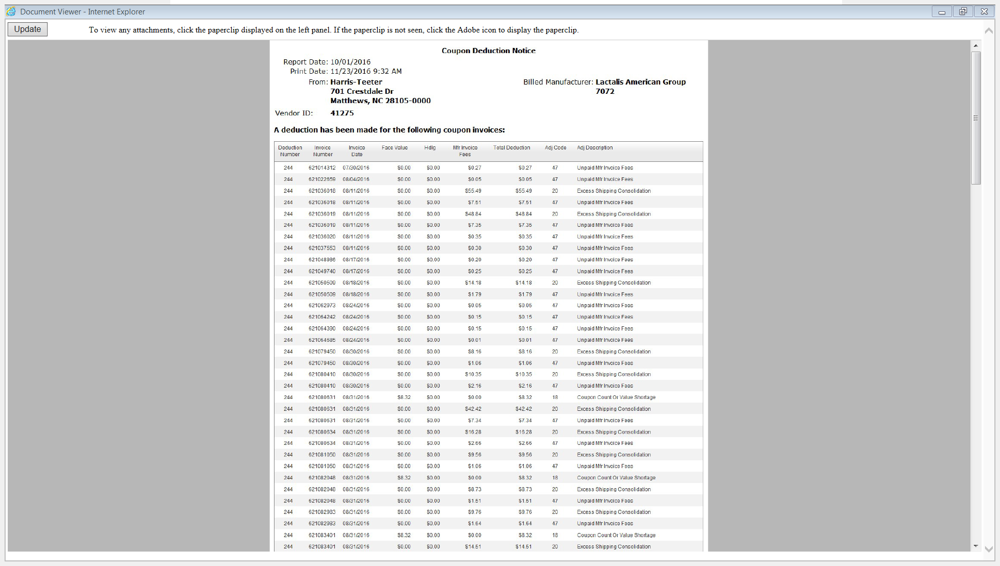 Document Viewer - Internet Explorer
Update
To view any attachments, click the paperclip displayed on the left panel. If the paperclip is not seen, click the Adobe icon to display the paperclip.
Coupon Deduction Notice
Report Date: 10/01/2016
Print Date: 11/23/2016 9:32 AM
From: Harris-Teeter Billed Manufacturer: Lactalis American Group
701 Crestdale Dr 7072
Matthews, NC 28105-0000
Vendor ID: 41275
A deduction has been made for the following coupon invoices:
Deduction Invoice Invoice Face Value Hdlg Mfr Invoice Total Deduction Adj Code Adj Description
Number Number Date Fees
244 621014312 07/30/2016 $0.00 $0.00 $0.27 $0.27 47 Unpaid Mfr Invoice Fees
244 621022659 08/04/2016 $0.00 $0.00 $0.05 $0.05 47 Unpaid Mfr Invoice Fees
244 621036018 08/11/2016 $0.00 $0.00 $55.49 $55.49 20 Excess Shipping Consolidation
244 621036018 08/11/2016 $0.00 $0.00 $7.51 $7.51 47 Unpaid Mfr Invoice Fees
244 621036019 08/11/2016 $0.00 $0.00 $48.84 $48.84 20 Excess Shipping Consolidation
244 621036019 08/11/2016 $0.00 $0.00 $7.35 $7.35 47 Unpaid Mfr Invoice Fees
244 621036020 08/11/2016 $0.00 $0.00 $0.35 $0.35 47 Unpaid Mfr Invoice Fees
244 621037553 08/11/2016 $0.00 $0.00 $0.30 $0.30 47 Unpaid Mfr Invoice Fees
244 621048986 08/17/2016 $0.00 $0.00 $0.20 $0.20 47 Unpaid Mfr Invoice Fees
244 621049740 08/17/2016 $0.00 $0.00 $0.25 $0.25 47 Unpaid Mfr Invoice Fees
244 621050509 08/18/2016 $0.00 $0.00 $14.18 $14.18 20 Excess Shipping Consolidation
244 621050509 08/18/2016 $0.00 $0.00 $1.79 $1.79 47 Unpaid Mfr Invoice Fees
244 621062973 08/24/2016 $0.00 $0.00 $0.05 $0.05 47 Unpaid Mfr Invoice Fees
244 621064242 08/24/2016 $0.00 $0.00 $0.15 $0.15 47 Unpaid Mfr Invoice Fees
244 621064390 08/24/2016 $0.00 $0.00 $0.15 $0.15 47 Unpaid Mfr Invoice Fees
244 621064685 08/24/2016 $0.00 $0.00 $0.01 $0.01 47 Unpaid Mfr Invoice Fees
244 621079450 08/30/2016 $0.00 $0.00 $8.16 $8.16 20 Excess Shipping Consolidation
244 621079450 08/30/2016 $0.00 $0.00 $1.06 $1.06 47 Unpaid Mfr Invoice Fees
244 621080410 08/30/2016 $0.00 $0.00 $10.35 $10.35 20 Excess Shipping Consolidation
244 621080410 08/30/2016 $0.00 $0.00 $2.16 $2.16 47 Unpaid Mfr Invoice Fees
244 621080631 08/31/2016 $8.32 $0.00 $0.00 $8.32 18 Coupon Count Or Value Shortage
244 621080631 08/31/2016 $0.00 $0.00 $42.42 $42.42 20 Excess Shipping Consolidation
244 621080631 08/31/2016 $0.00 $0.00 $7.34 $7.34 47 Unpaid Mfr Invoice Fees
244 621080634 08/31/2016 $0.00 $0.00 $16.28 $16.28 20 Excess Shipping Consolidation
244 621080634 08/31/2016 $0.00 $0.00 $2.66 $2.66 47 Unpaid Mfr Invoice Fees
244 621081050 08/31/2016 $0.00 $0.00 $9.56 $9.56 20 Excess Shipping Consolidation
244 621081050 08/31/2016 $0.00 $0.00 $1.06 $1.06 47 Unpaid Mfr Invoice Fees
244 621082048 08/31/2016 $8.32 $0.00 $0.00 $8.32 18 Coupon Count Or Value Shortage
244 621082048 08/31/2016 $0.00 $0.00 $8.73 $8.73 20 Excess Shipping Consolidation
244 621082048 08/31/2016 $0.00 $0.00 $1.51 $1.51 47 Unpaid Mfr Invoice Fees
244 621082983 08/31/2016 $0.00 $0.00 $9.76 $9.76 20 Excess Shipping Consolidation
244 621082983 08/31/2016 $0.00 $0.00 $1.64 $1.64 47 Unpaid Mfr Invoice Fees
244 621083401 08/31/2016 $8.32 $0.00 $0.00 $8.32 18 Coupon Count Or Value Shortage
244 621083401 08/31/2016 $0.00 $0.00 $14.51 $14.51 20 Excess Shipping Consolidation